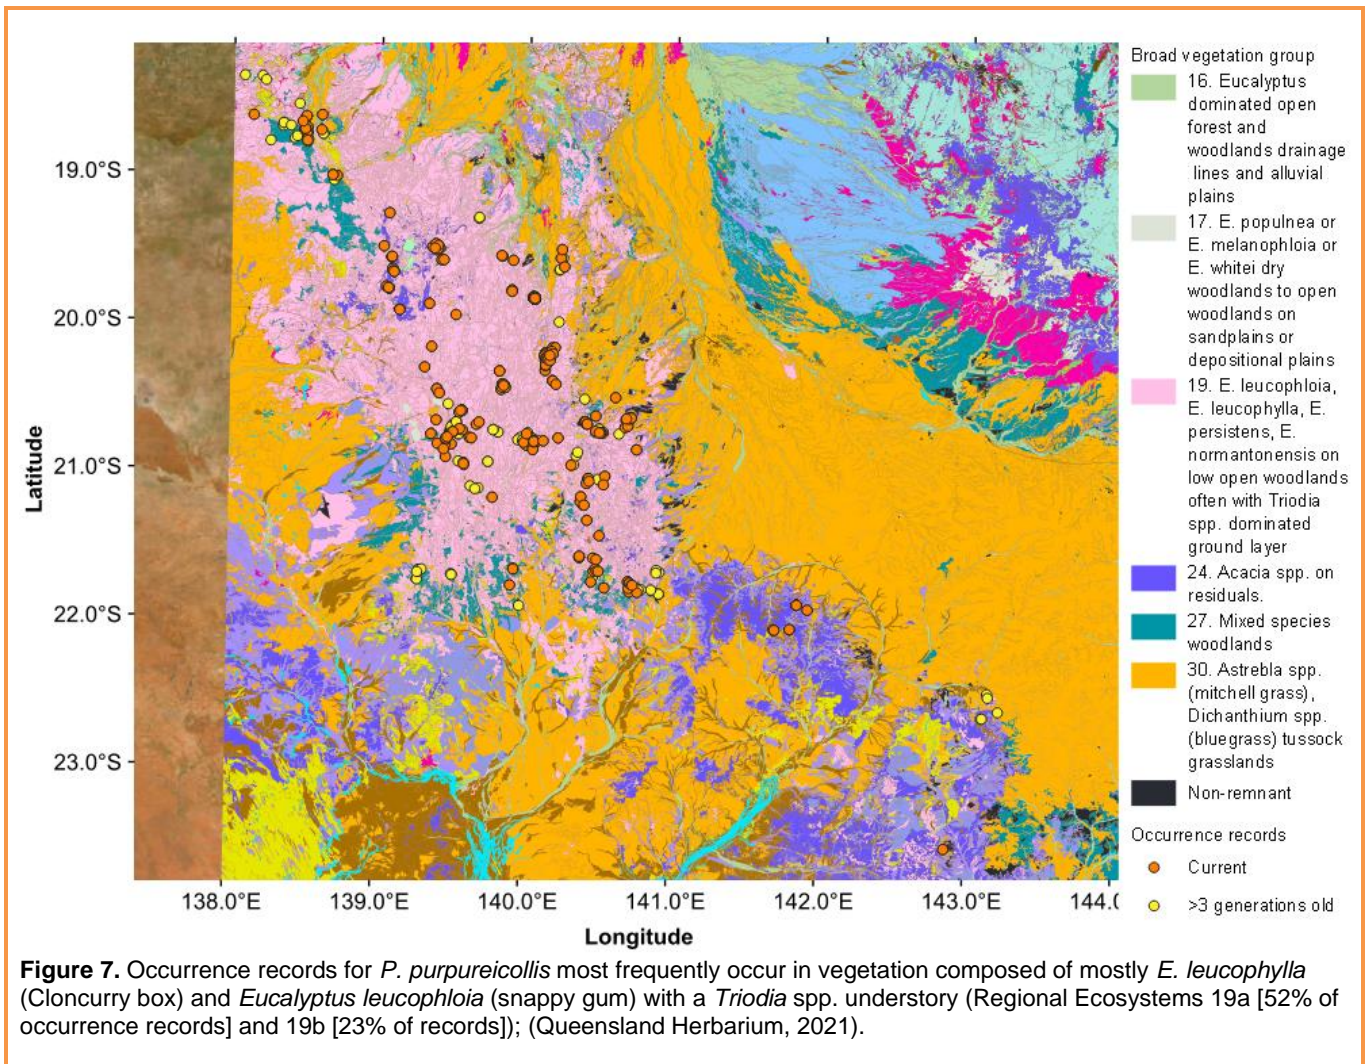 Broad vegetation group
16. Eucalyptus
dominated open
forest and
woodlands drainage
lines and alluvial
plains
17. E. populnea or
E. melanophloia or
E. whitei dry
woodlands to open
woodlands on
sandplains or
depositional plains
19. E. leucophloia,
E. leucophylla, E.
persistens, E.
normantonensis on
low open woodlands
often with Triodia
spp. dominated
ground layer
24. Acacia spp. on
residuals.
27. Mixed species
woodlands
30. Astrebla spp.
(mitchell grass),
Dichanthium spp.
(bluegrass) tussock
grasslands
Non-remnant
Occurrence records
Current
>3 generations old
Latitude
19.0°S
20.0°S
21.0°S
22.0°S
23.0°S
138.0°E 139.0°E 140.0°E 141.0°E 142.0°E 143.0°E 144.(
Longitude
Figure 7. Occurrence records for P. purpureicollis most frequently occur in vegetation composed of mostly E. leucophylla
(Cloncurry box) and Eucalyptus leucophloia (snappy gum) with a Triodia spp. understory (Regional Ecosystems 19a [52% of
occurrence records] and 19b [23% of records]); (Queensland Herbarium, 2021).